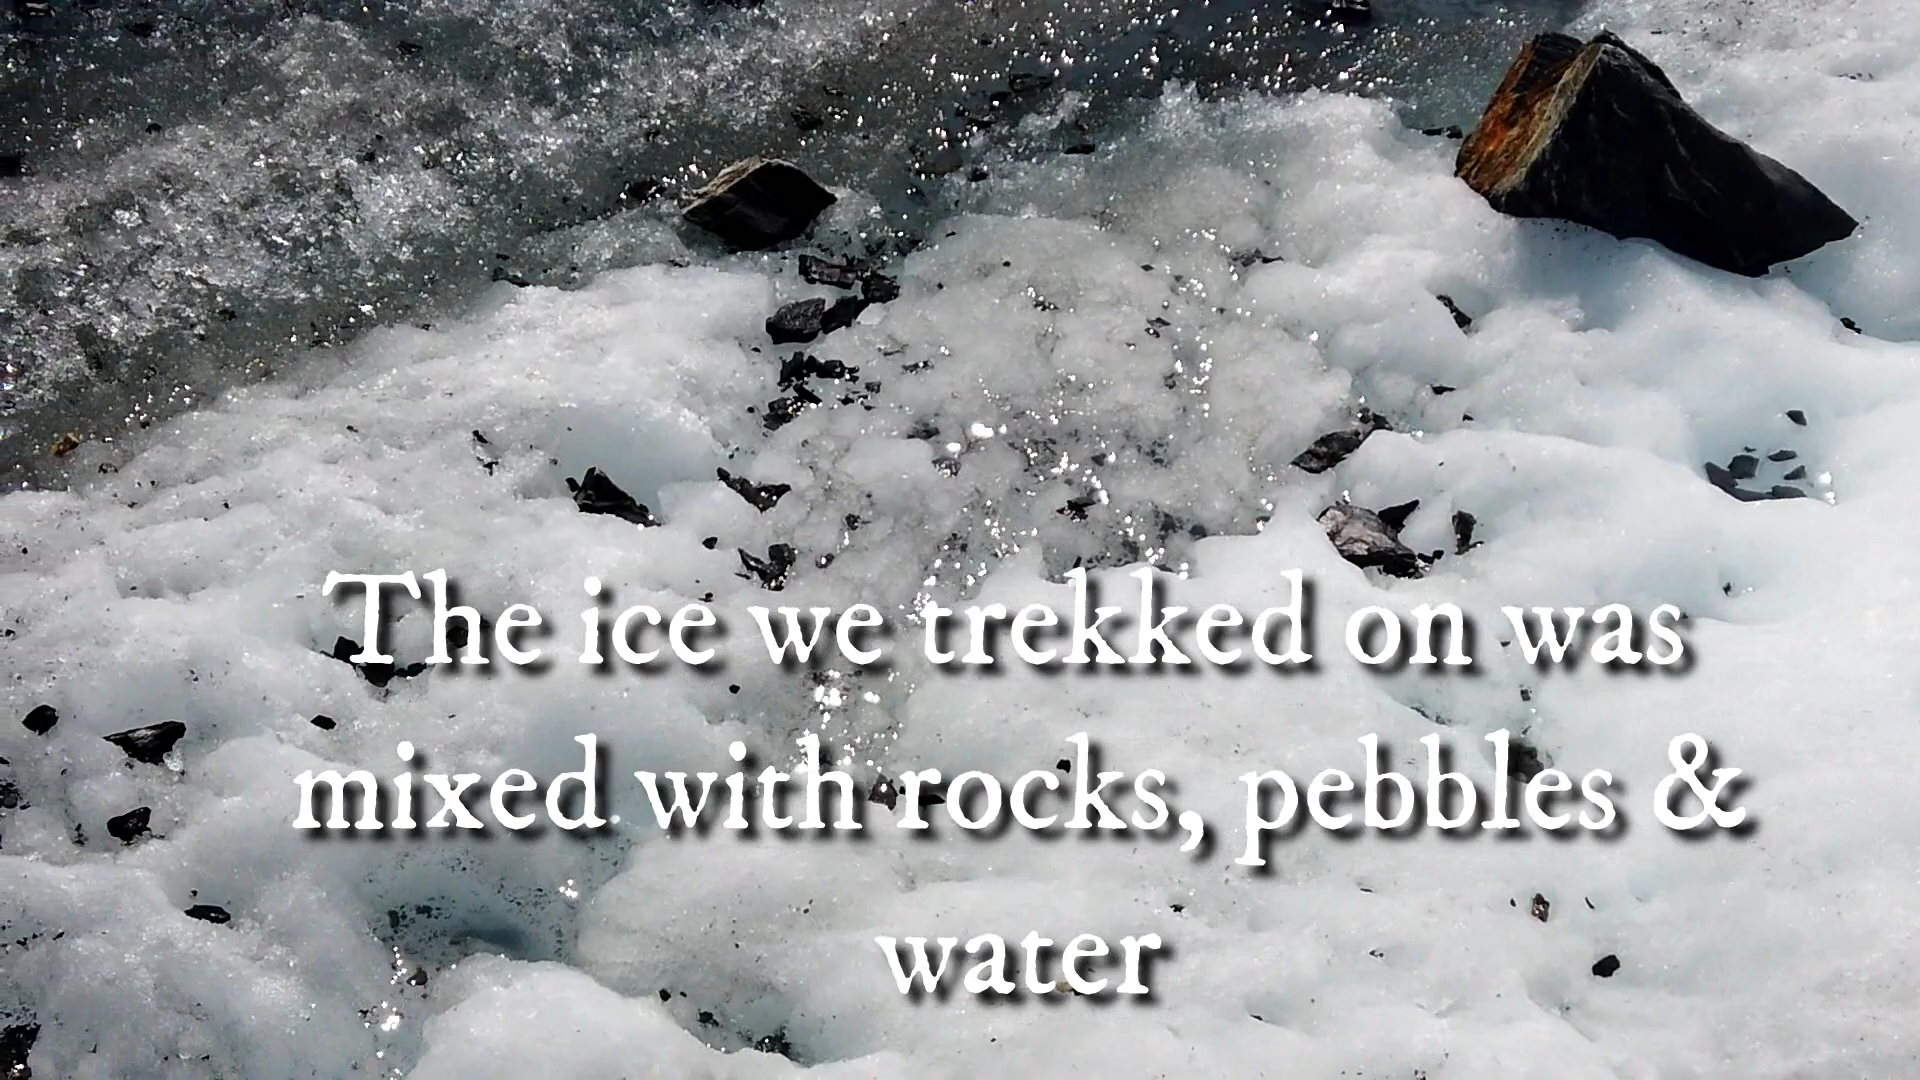 The ice we trekked on was
mixed with rocks, pebbles &
water